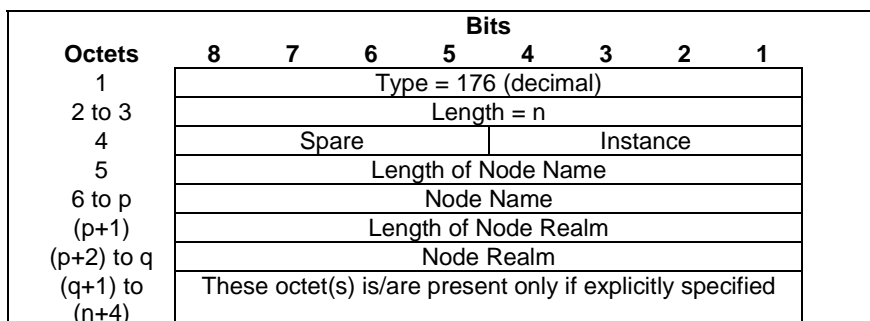 Bits
Octets 8 7 6 5 4 3 2 1
1 Type = 176 (decimal)
2 to 3 Length = n
4 Spare Instance
5 Length of Node Name
6 to p Node Name
(p+1) Length of Node Realm
(p+2) to q Node Realm
(q+1) to These octet(s) is/are present only if explicitly specified
(n+4)